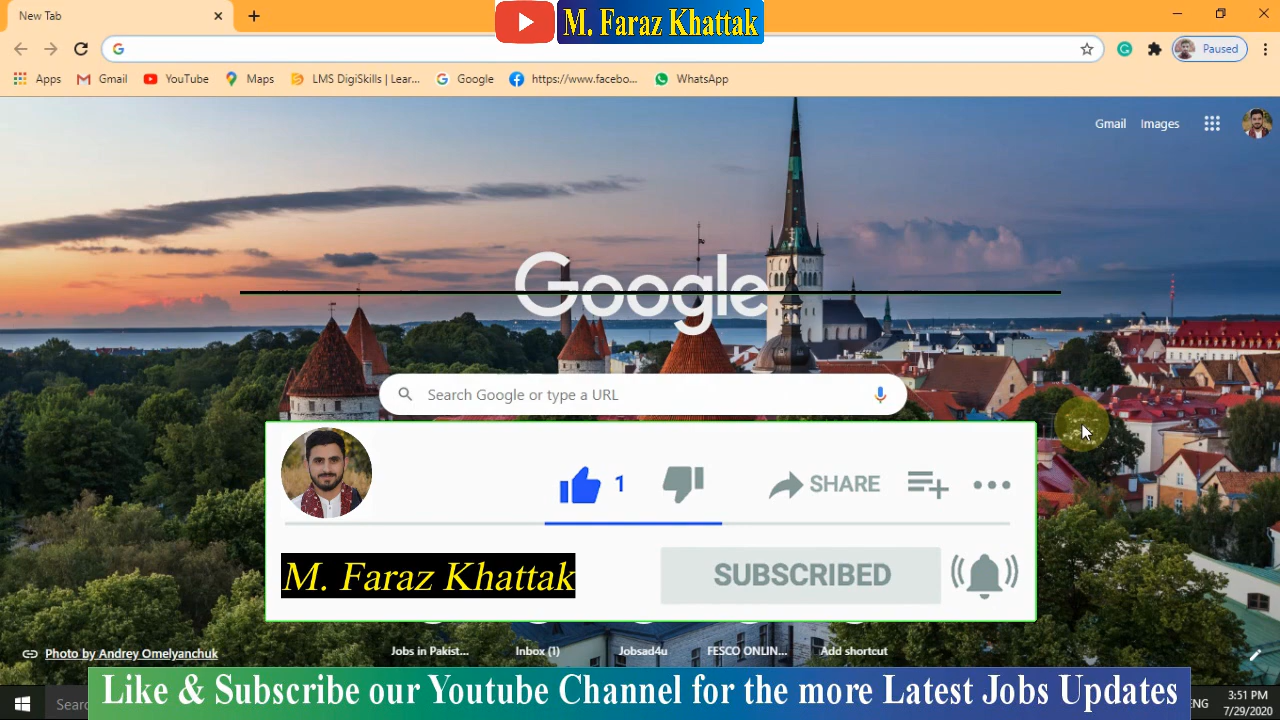 New Tab
M. Faraz Khattak
Paused
Apps Gmail YouTube Maps LMS DigiSkills | Lear... Google https://www.facebo... WhatsApp
Gmail Images
Google
Search Google or type a URL
1 SHARE
M. Faraz Khattak SUBSCRIBED
Jobs in Pakist... Inbox (1) Jobsad4u FESCO ONLIN... Add shortcut
Photo by Andrey Omelyanchuk
Like & Subscribe our Youtube Channel for the more Latest Jobs Updates
Sear
ENG 3:51 PM
7/29/2020